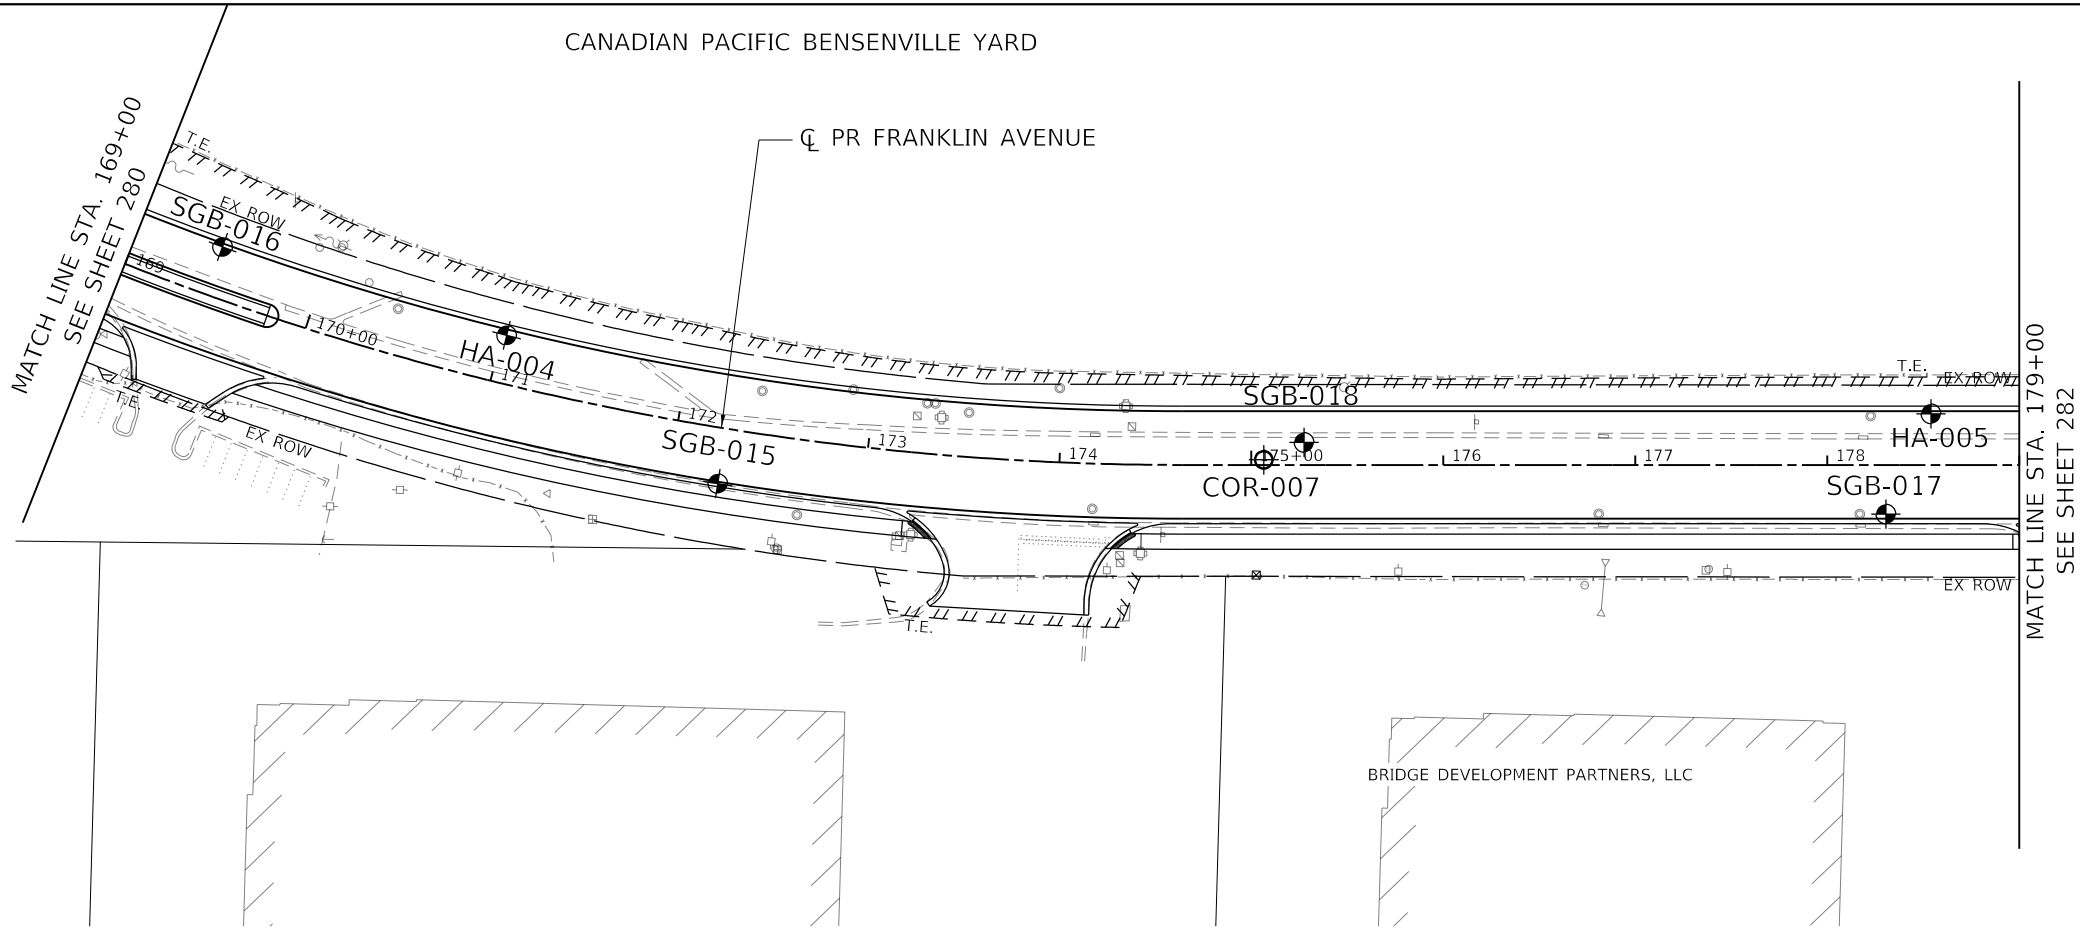 CANADIAN PACIFIC BENSENVILLE YARD
℄ PR FRANKLIN AVENUE
MATCH LINE STA. 169+00
SEE SHEET 280
T.E.
EX ROW
SGB-016
169
170+00
HA-004
171
172
SGB-015
173
174
SGB-018
175+00
COR-007
176
177
178
T.E.
EX ROW
HA-005
SGB-017
MATCH LINE STA. 179+00
SEE SHEET 282
T.E.
EX ROW
T.E.
EX ROW
BRIDGE DEVELOPMENT PARTNERS, LLC